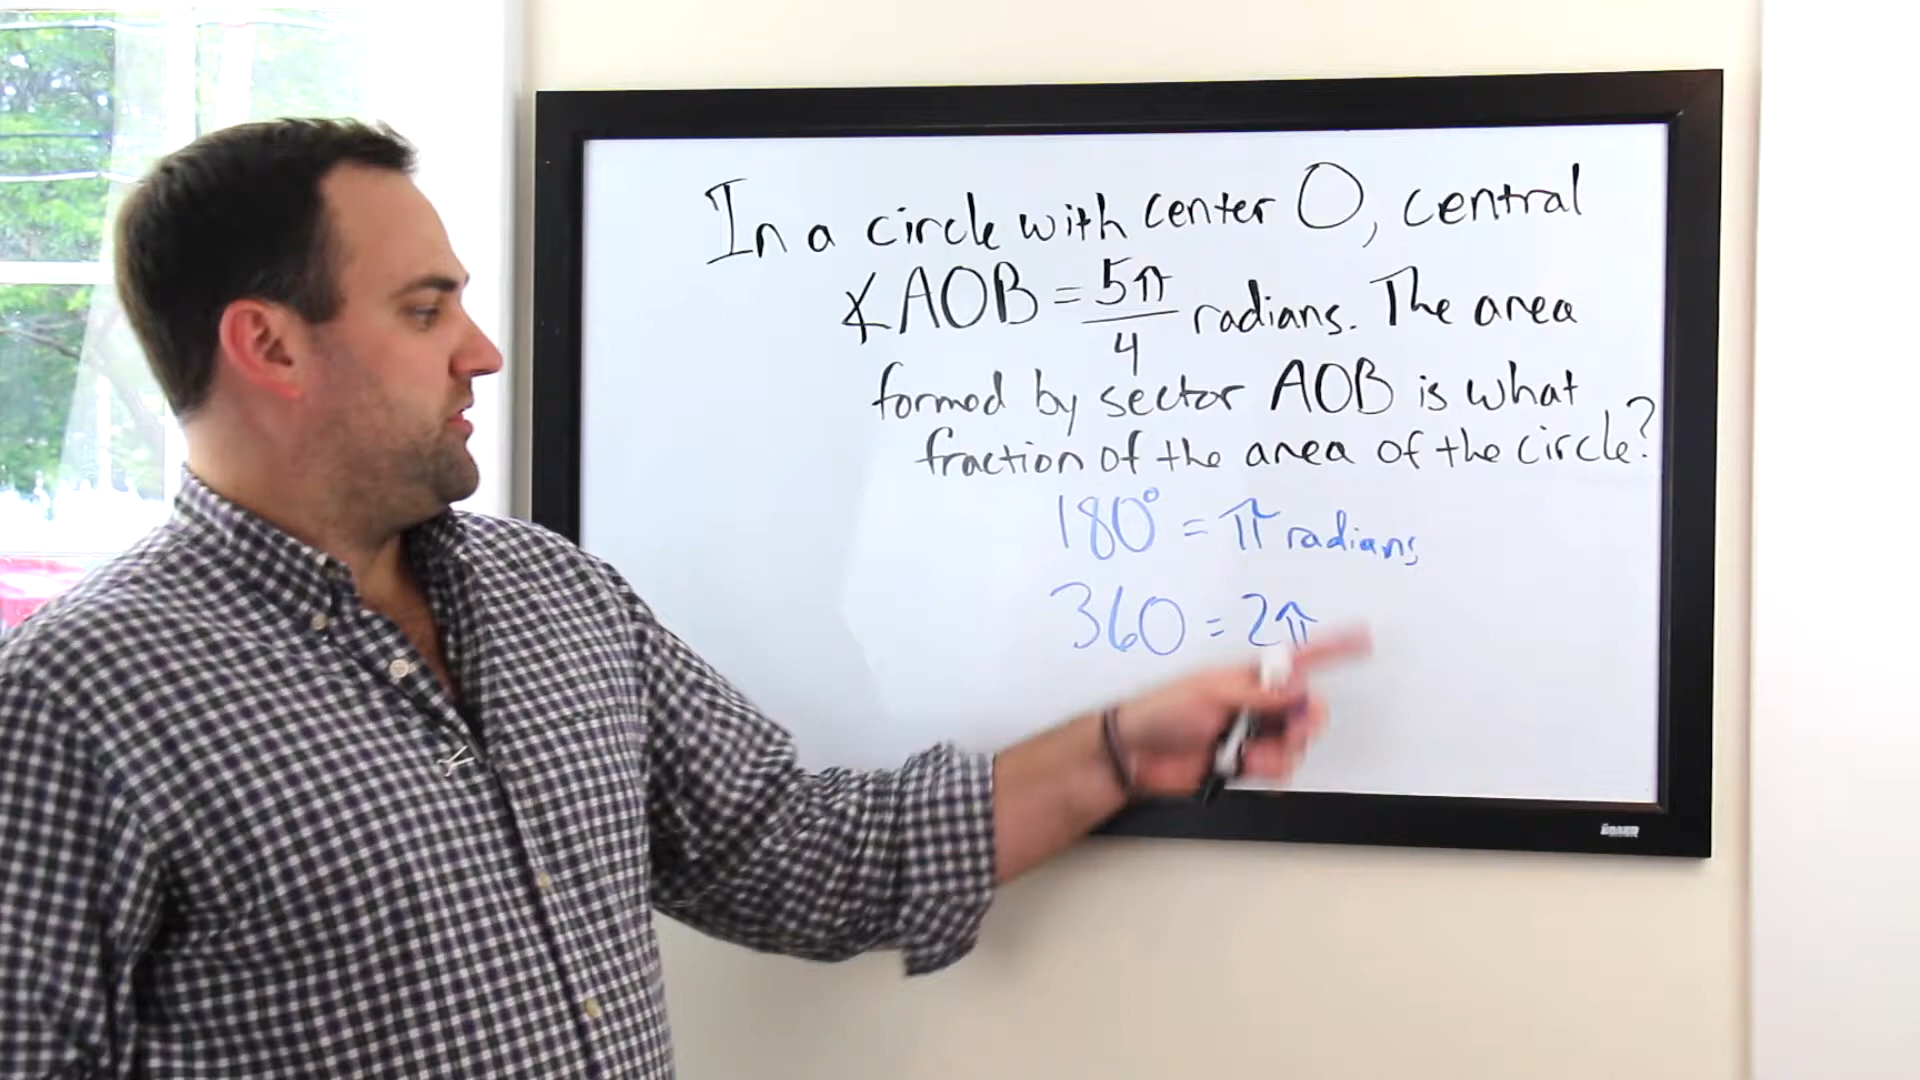 In a circle with center O, central
∡AOB = 5π/4 radians. The area
formed by sector AOB is what
fraction of the area of the circle?
180° = π radians
360 = 2π